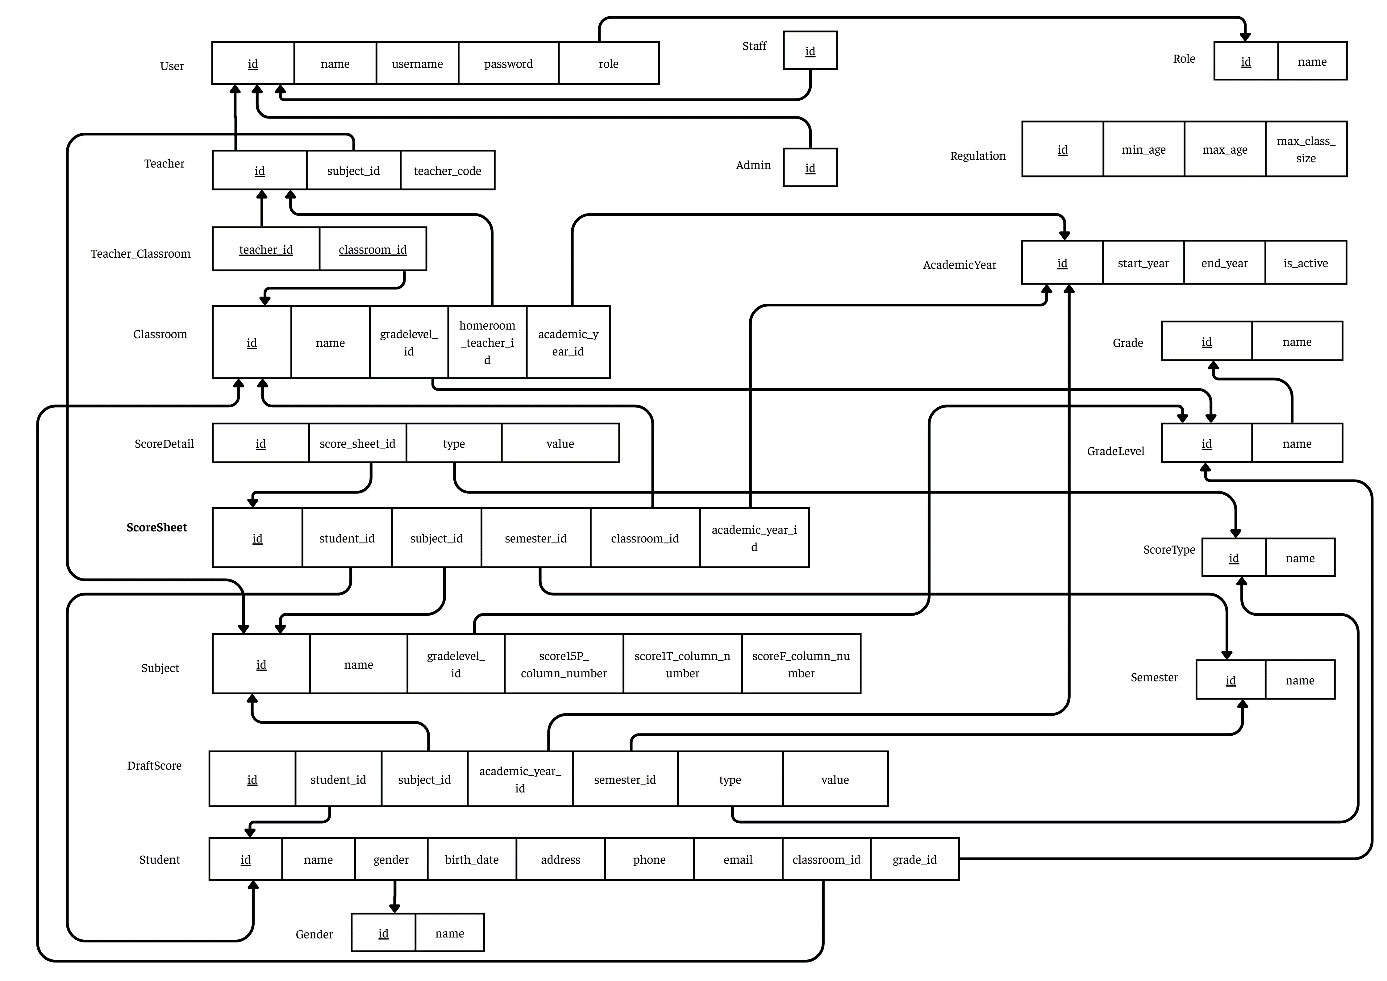 User
id
name
username
password
role
Staff
id
Role
id
name
Teacher
id
subject_id
teacher_code
Admin
id
Regulation
id
min_age
max_age
max_class_
size
Teacher_Classroom
teacher_id
classroom_id
AcademicYear
id
start_year
end_year
is_active
Classroom
id
name
gradelevel_
id
homeroom
_teacher_i
d
academic_y
ear_id
Grade
id
name
ScoreDetail
id
score_sheet_id
type
value
GradeLevel
id
name
ScoreSheet
id
student_id
subject_id
semester_id
classroom_id
academic_year_i
d
ScoreType
id
name
Subject
id
name
gradelevel_
id
score15P_
column_number
score1T_column_n
umber
scoreF_column_nu
mber
Semester
id
name
DraftScore
id
student_id
subject_id
academic_year_
id
semester_id
type
value
Student
id
name
gender
birth_date
address
phone
email
classroom_id
grade_id
Gender
id
name